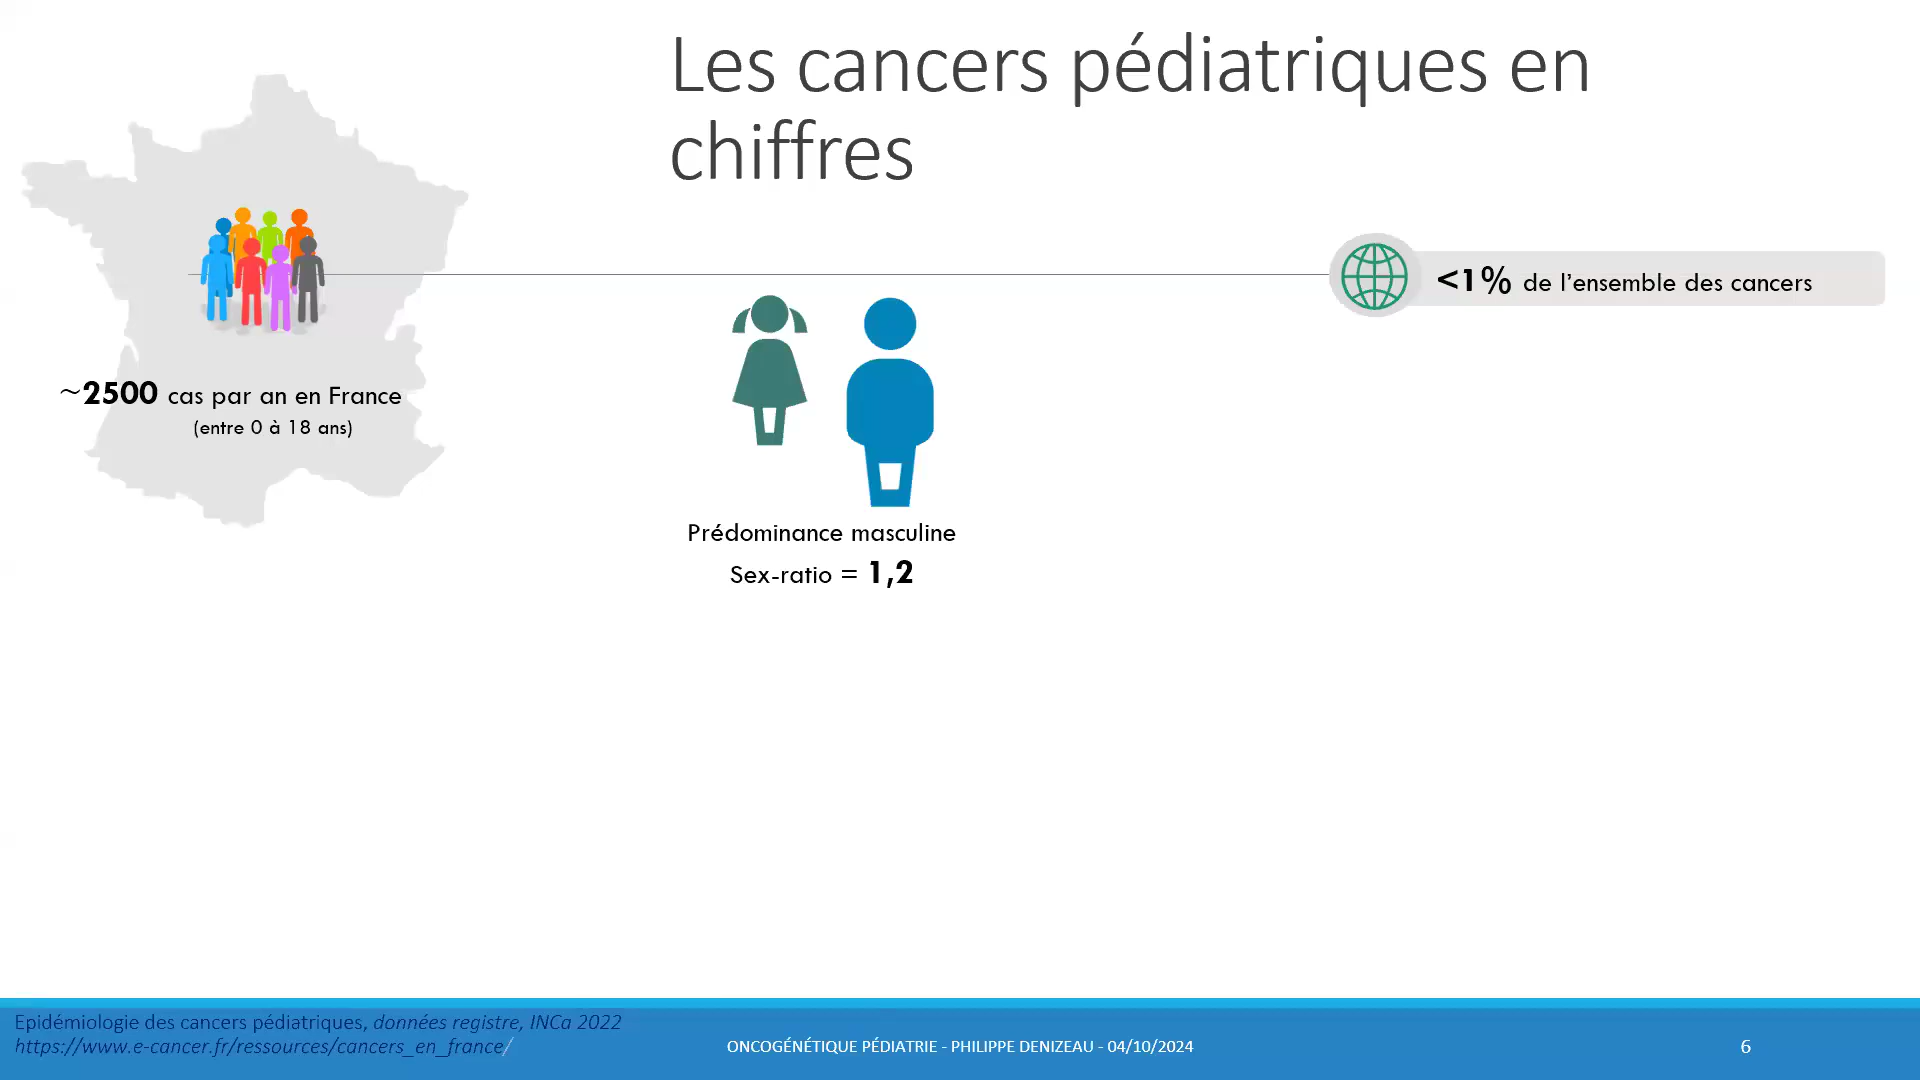 Les cancers pédiatriques en
chiffres
<1% de l’ensemble des cancers
~2500 cas par an en France
(entre 0 à 18 ans)
Prédominance masculine
Sex-ratio = 1,2
Epidémiologie des cancers pédiatriques, données registre, INCa 2022
https://www.e-cancer.fr/ressources/cancers_en_france/
ONCOGÉNÉTIQUE PÉDIATRIE - PHILIPPE DENIZEAU - 04/10/2024
6